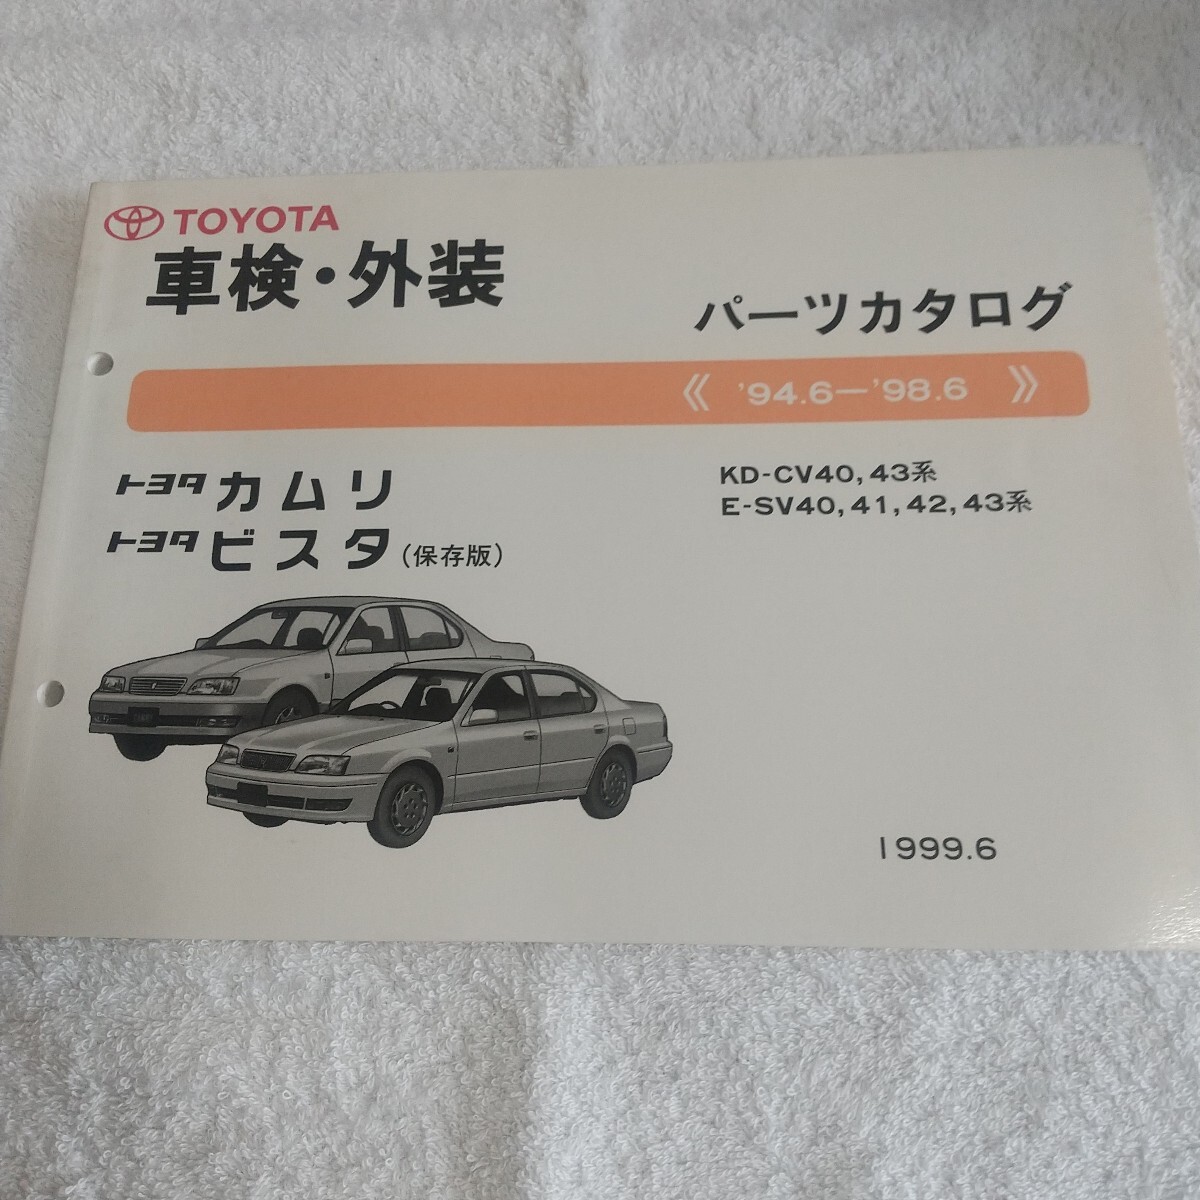 TOYOTA
車検・外装
パーツカタログ
《 '94.6—'98.6 》
トヨタ カムリ
トヨタ ビスタ (保存版)
KD-CV40, 43系
E-SV40, 41, 42, 43系
1999.6